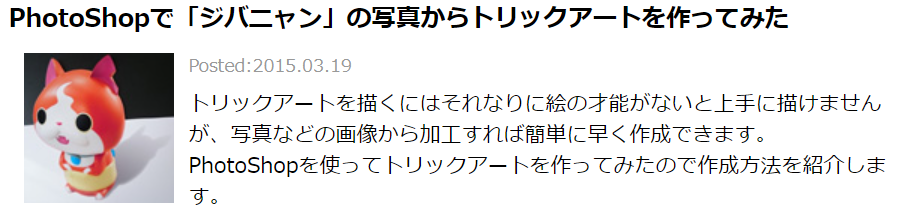 PhotoShopで「ジバニャン」の写真からトリックアートを作ってみた
Posted:2015.03.19
トリックアートを描くにはそれなりに絵の才能がないと上手に描けません
が、写真などの画像から加工すれば簡単に早く作成できます。
PhotoShopを使ってトリックアートを作ってみたので作成方法を紹介しま
す。